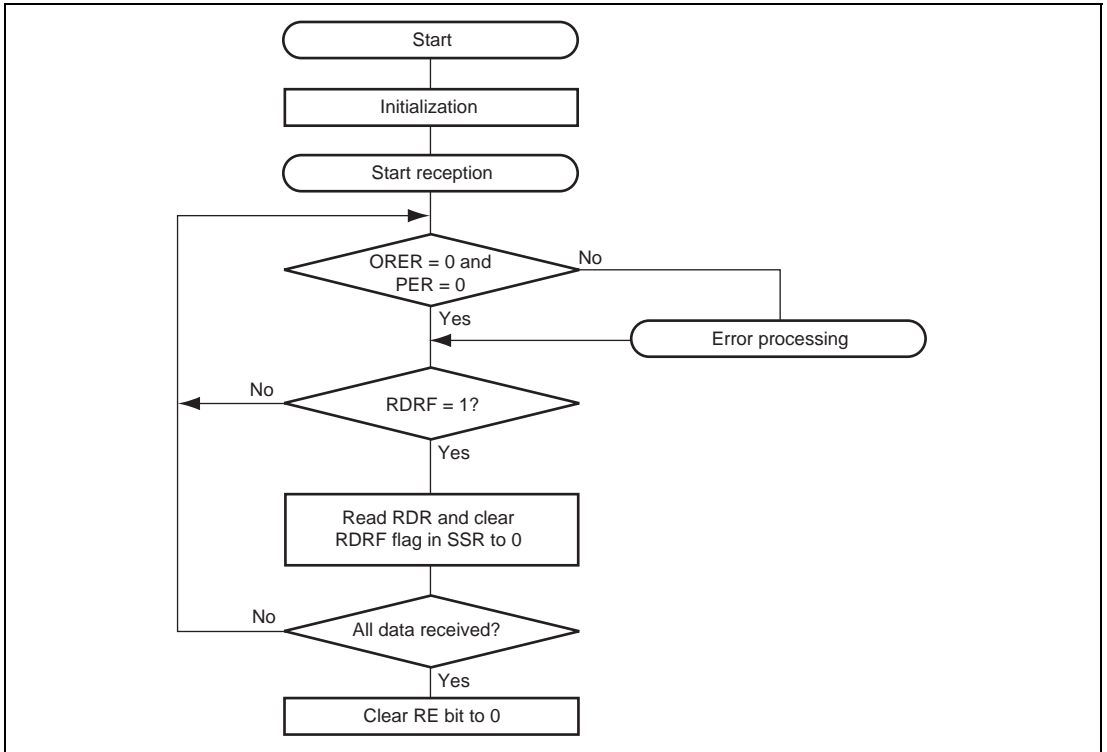 Start
Initialization
Start reception
ORER = 0 and
PER = 0
No
Yes
Error processing
No
RDRF = 1?
Yes
Read RDR and clear
RDRF flag in SSR to 0
No
All data received?
Yes
Clear RE bit to 0